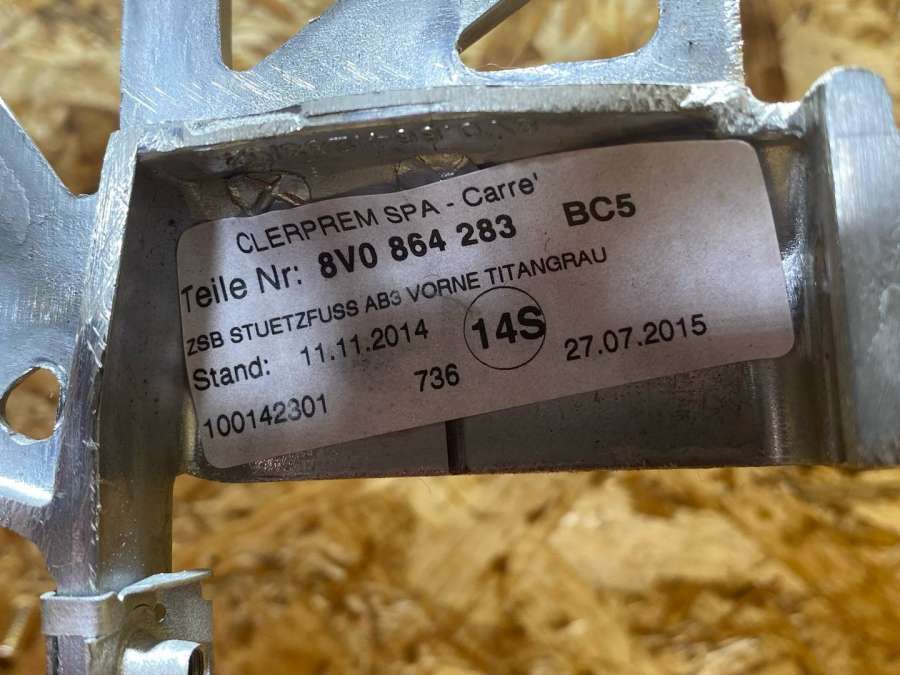 CLERPREM SPA - Carre'
Teile Nr: 8V0 864 283 BC5
ZSB STUETZFUSS AB3 VORNE TITANGRAU
Stand: 11.11.2014 14S 27.07.2015
100142301 736